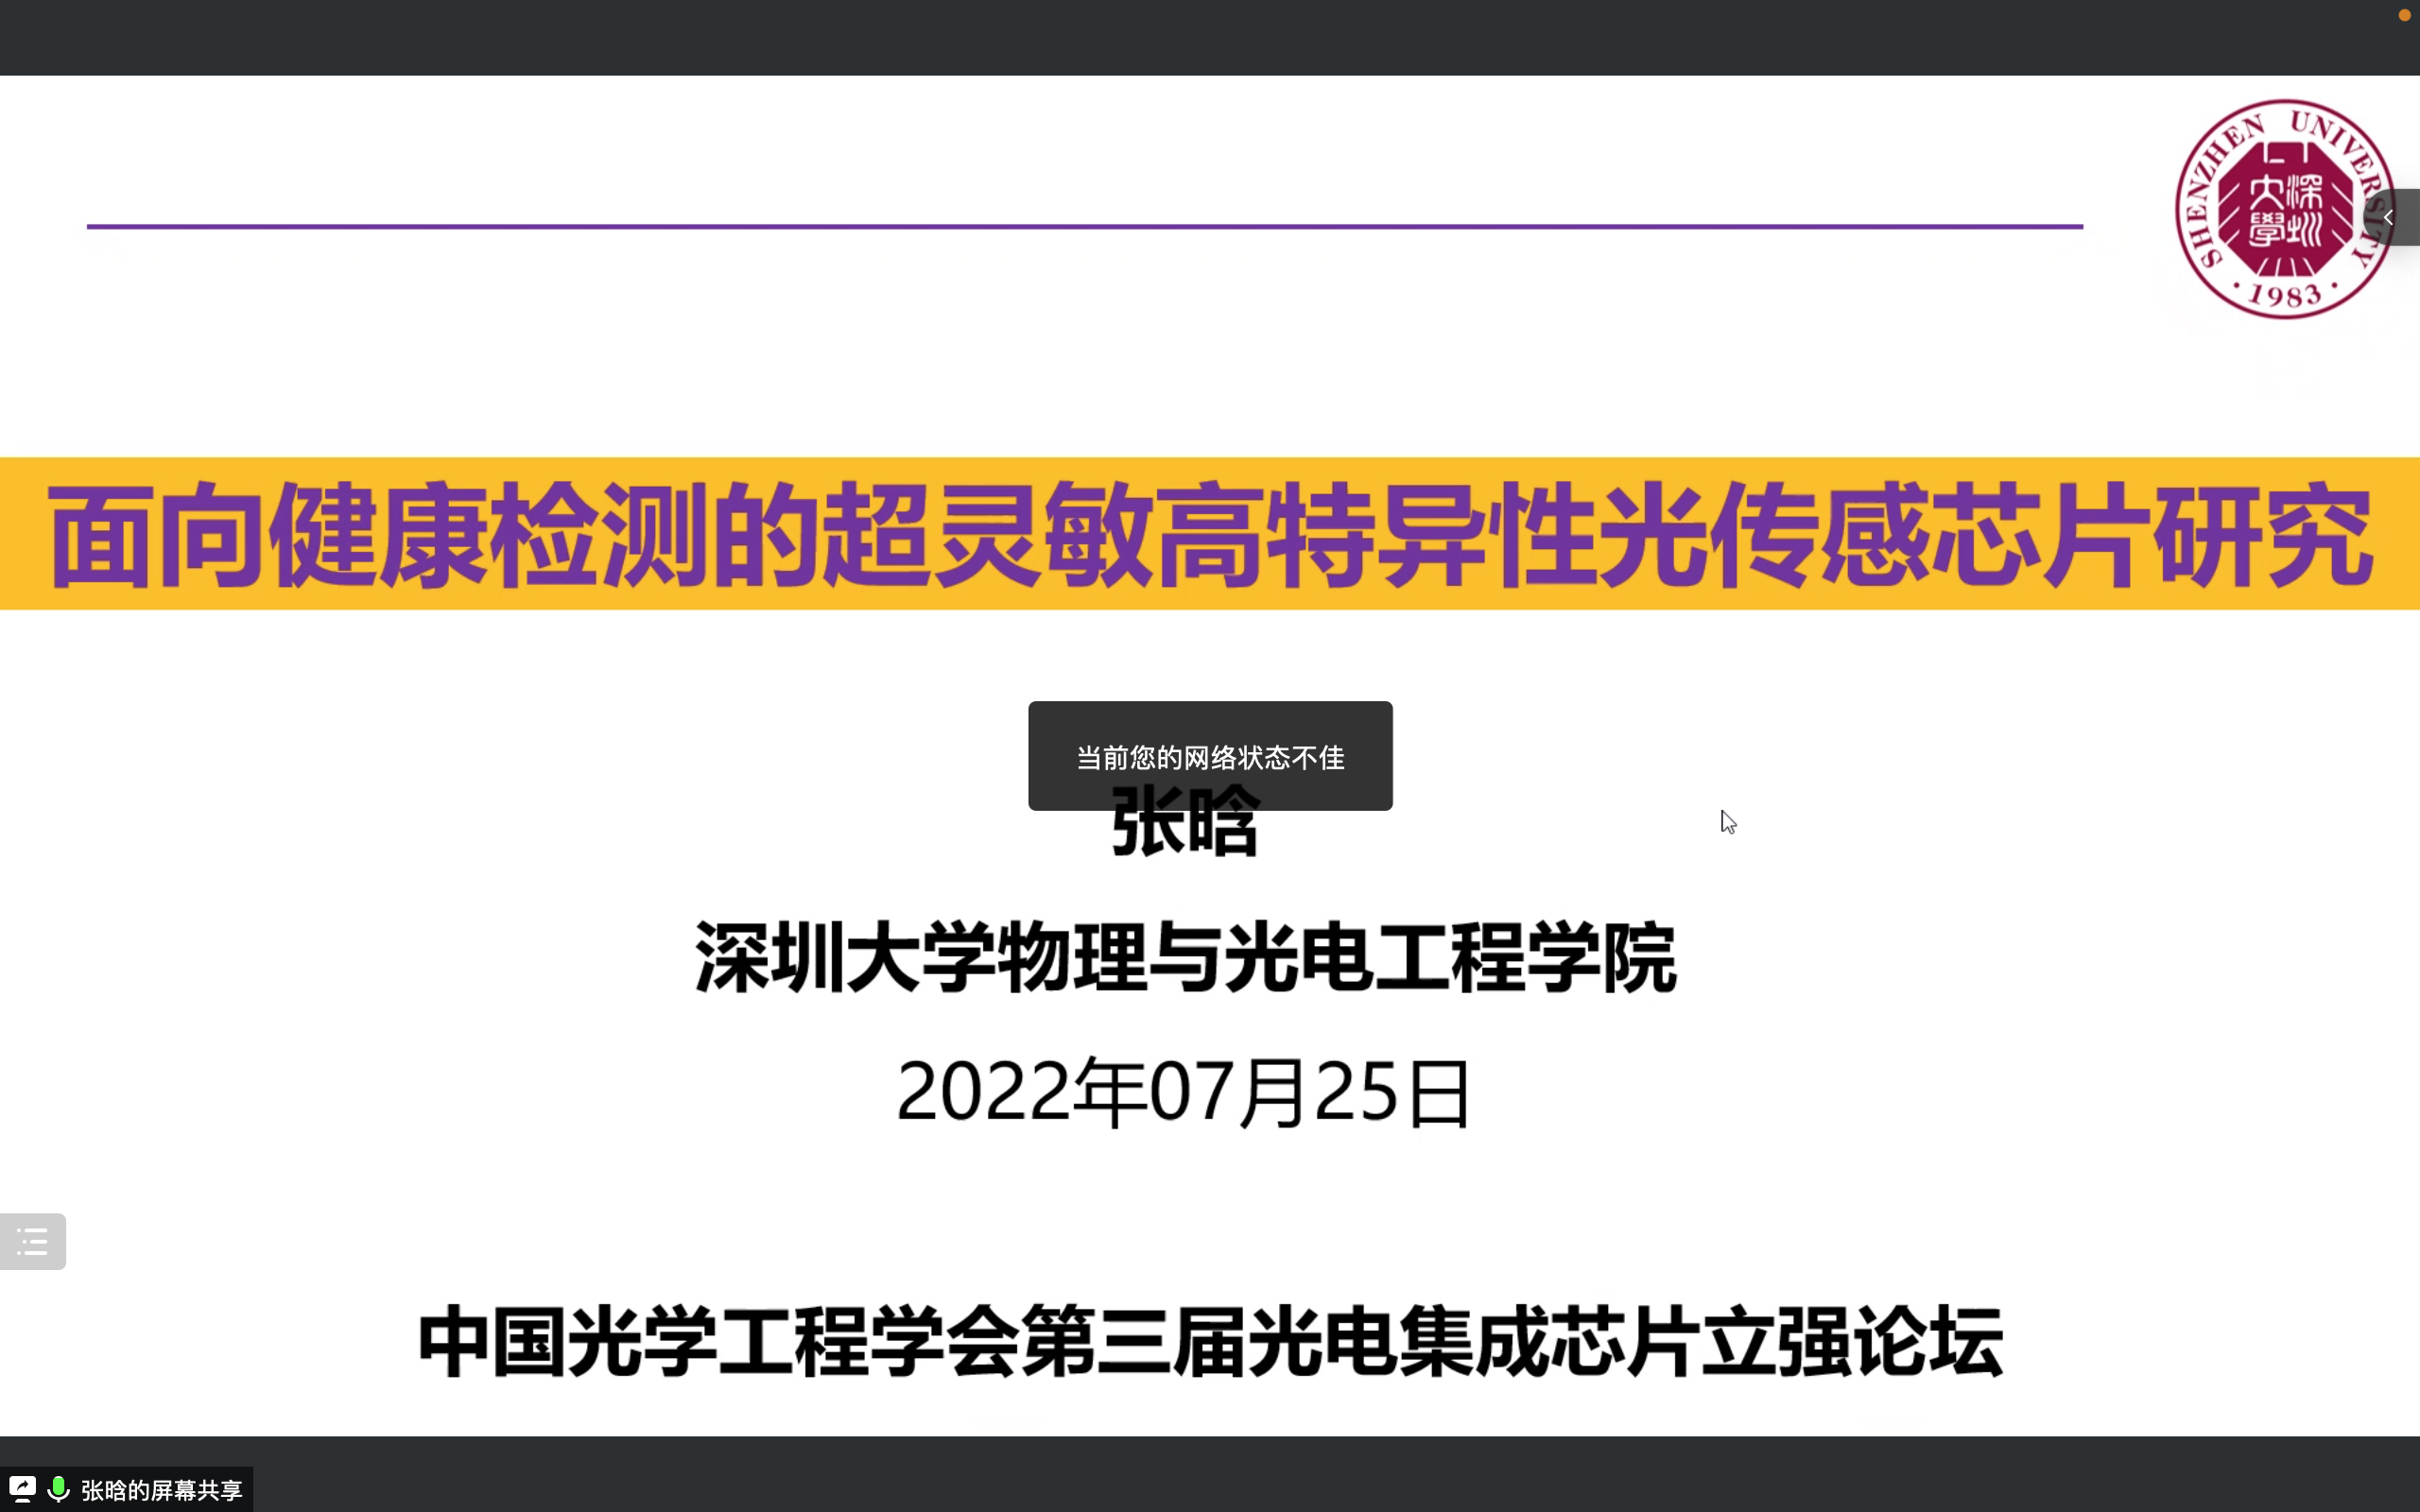 SHENZHEN UNIVERSITY
深圳大學
1983
面向健康检测的超灵敏高特异性光传感芯片研究
当前您的网络状态不佳
张晗
深圳大学物理与光电工程学院
2022年07月25日
中国光学工程学会第三届光电集成芯片立强论坛
张晗的屏幕共享